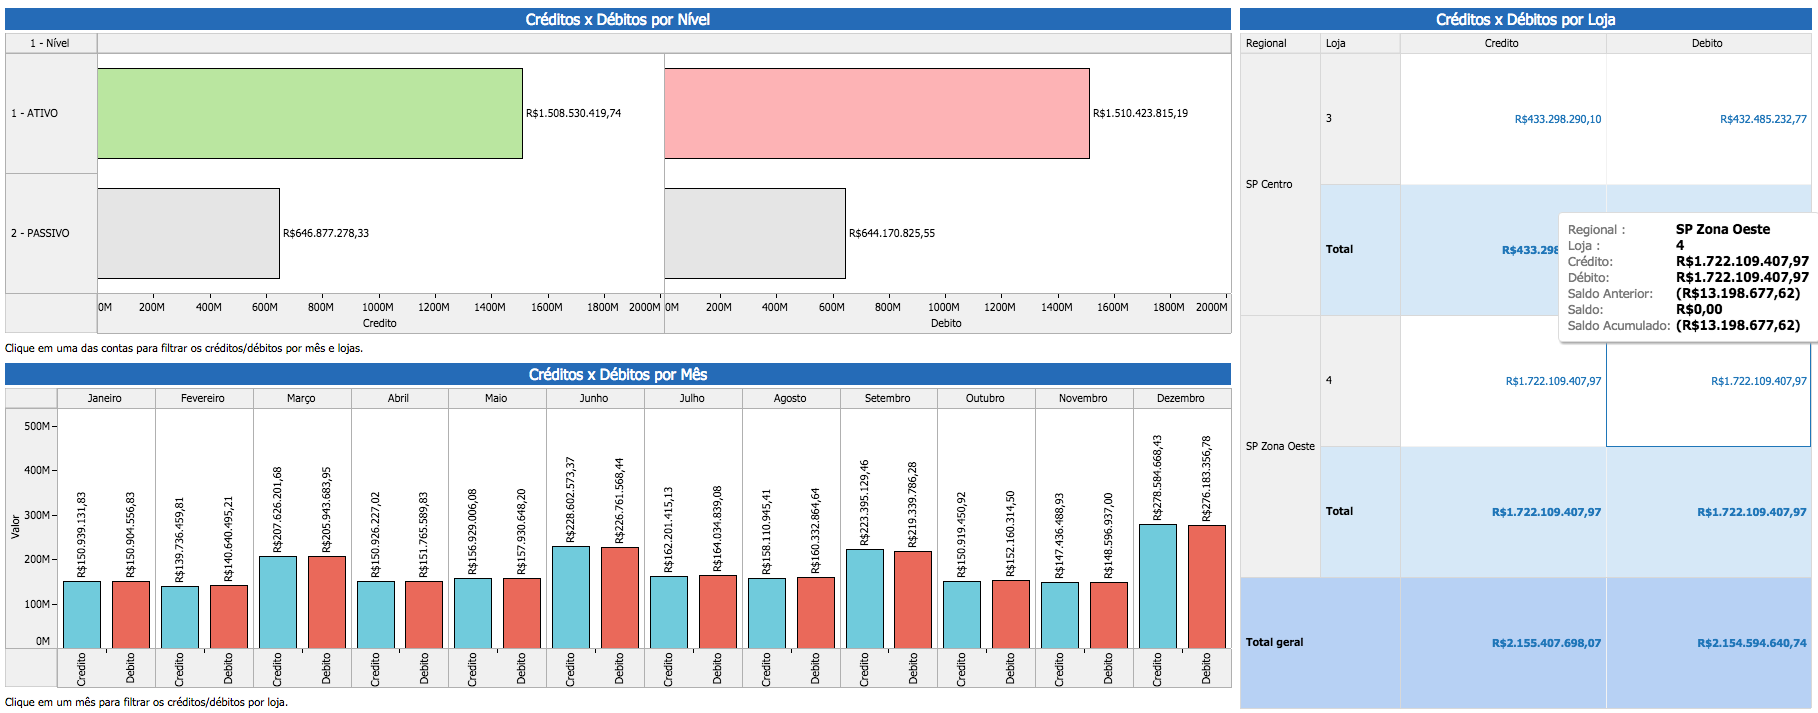 Créditos x Débitos por Nível
1 - Nível
1 - ATIVO
R$1.508.530.419,74
R$1.510.423.815,19
2 - PASSIVO
R$646.877.278,33
R$644.170.825,55
0M 200M 400M 600M 800M 1000M 1200M 1400M 1600M 1800M 2000M
0M 200M 400M 600M 800M 1000M 1200M 1400M 1600M 1800M 2000M
Credito
Debito
Clique em uma das contas para filtrar os créditos/débitos por mês e lojas.
Créditos x Débitos por Mês
Janeiro Fevereiro Março Abril Maio Junho Julho Agosto Setembro Outubro Novembro Dezembro
Valor
500M
400M
300M
200M
100M
0M
R$150.939.131,83
R$150.904.556,83
R$139.736.459,81
R$140.640.495,21
R$207.626.201,68
R$205.943.683,95
R$150.926.227,02
R$151.765.589,83
R$156.929.006,08
R$157.930.648,20
R$228.602.573,37
R$226.761.568,44
R$162.201.415,13
R$164.034.839,08
R$158.110.945,41
R$160.332.864,64
R$223.395.129,46
R$219.339.786,28
R$150.919.450,92
R$152.160.314,50
R$147.436.488,93
R$148.596.937,00
R$278.584.668,43
R$276.183.356,78
Credito Debito Credito Debito Credito Debito Credito Debito Credito Debito Credito Debito Credito Debito Credito Debito Credito Debito Credito Debito Credito Debito Credito Debito
Clique em um mês para filtrar os créditos/débitos por loja.
Créditos x Débitos por Loja
Regional Loja Credito Debito
SP Centro
3 R$433.298.290,10 R$432.485.232,77
Total R$433.298
Regional : SP Zona Oeste
Loja : 4
Crédito: R$1.722.109.407,97
Débito: R$1.722.109.407,97
Saldo Anterior: (R$13.198.677,62)
Saldo: R$0,00
Saldo Acumulado: (R$13.198.677,62)
SP Zona Oeste
4 R$1.722.109.407,97 R$1.722.109.407,97
Total R$1.722.109.407,97 R$1.722.109.407,97
Total geral R$2.155.407.698,07 R$2.154.594.640,74